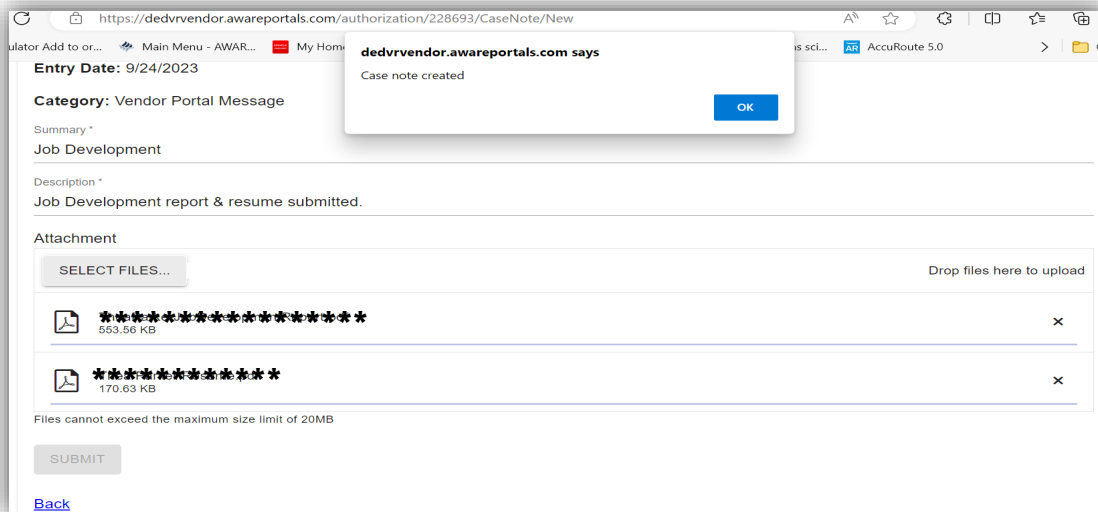 https://dedvrvendor.awareportals.com/authorization/228693/CaseNote/New
ulator Add to or... Main Menu - AWAR... My Hom s sci... AR AccuRoute 5.0
dedvrvendor.awareportals.com says
Case note created
OK
Entry Date: 9/24/2023
Category: Vendor Portal Message
Summary *
Job Development
Description *
Job Development report & resume submitted.
Attachment
SELECT FILES... Drop files here to upload
553.56 KB
170.63 KB
Files cannot exceed the maximum size limit of 20MB
SUBMIT
Back